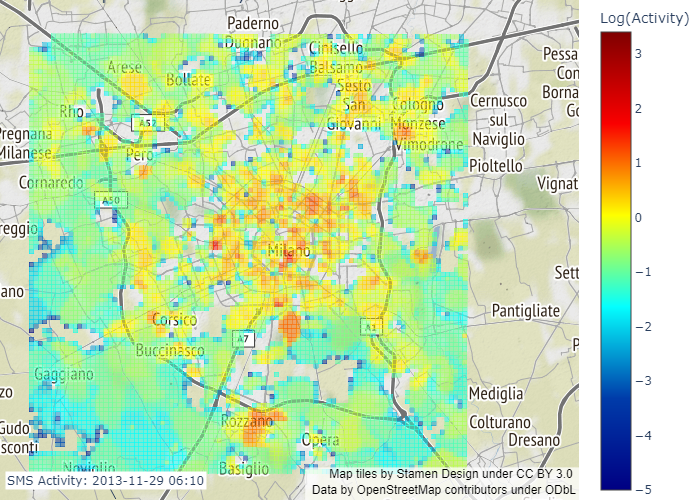 Log(Activity)
Paderno
Dugnano
Cinisello
Balsamo
Pessa
Con
Borna
Go
Arese
Bollate
Sesto
San
Giovanni
Cologno
Monzese
Vimodrone
Cernusco
sul
Naviglio
Rho
A52
Pregnana
Milanese
Pero
Pioltello
Cornaredo
Vignat
A50
reggio
Milano
Sett
ano
Pantigliate
Corsico
A7
A1
Buccinasco
P
Gaggiano
zo
Mediglia
Gudo
sconti
Rozzano
Opera
Colturano
Dresano
Noviglio
Basiglio
SMS Activity: 2013-11-29 06:10
Map tiles by Stamen Design under CC BY 3.0
Data by OpenStreetMap contributors under ODbL
3
2
1
0
−1
−2
−3
−4
−5